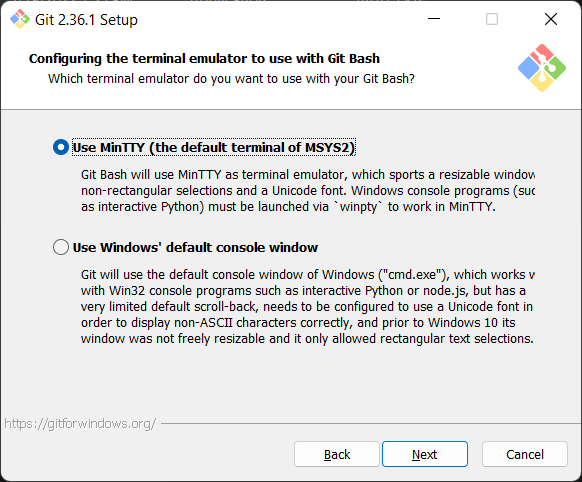 Git 2.36.1 Setup
Configuring the terminal emulator to use with Git Bash
Which terminal emulator do you want to use with your Git Bash?
Use MinTTY (the default terminal of MSYS2)
Git Bash will use MinTTY as terminal emulator, which sports a resizable window
non-rectangular selections and a Unicode font. Windows console programs (suc
as interactive Python) must be launched via `winpty` to work in MinTTY.
Use Windows' default console window
Git will use the default console window of Windows ("cmd.exe"), which works w
with Win32 console programs such as interactive Python or node.js, but has a
very limited default scroll-back, needs to be configured to use a Unicode font in
order to display non-ASCII characters correctly, and prior to Windows 10 its
window was not freely resizable and it only allowed rectangular text selections.
https://gitforwindows.org/
Back Next Cancel